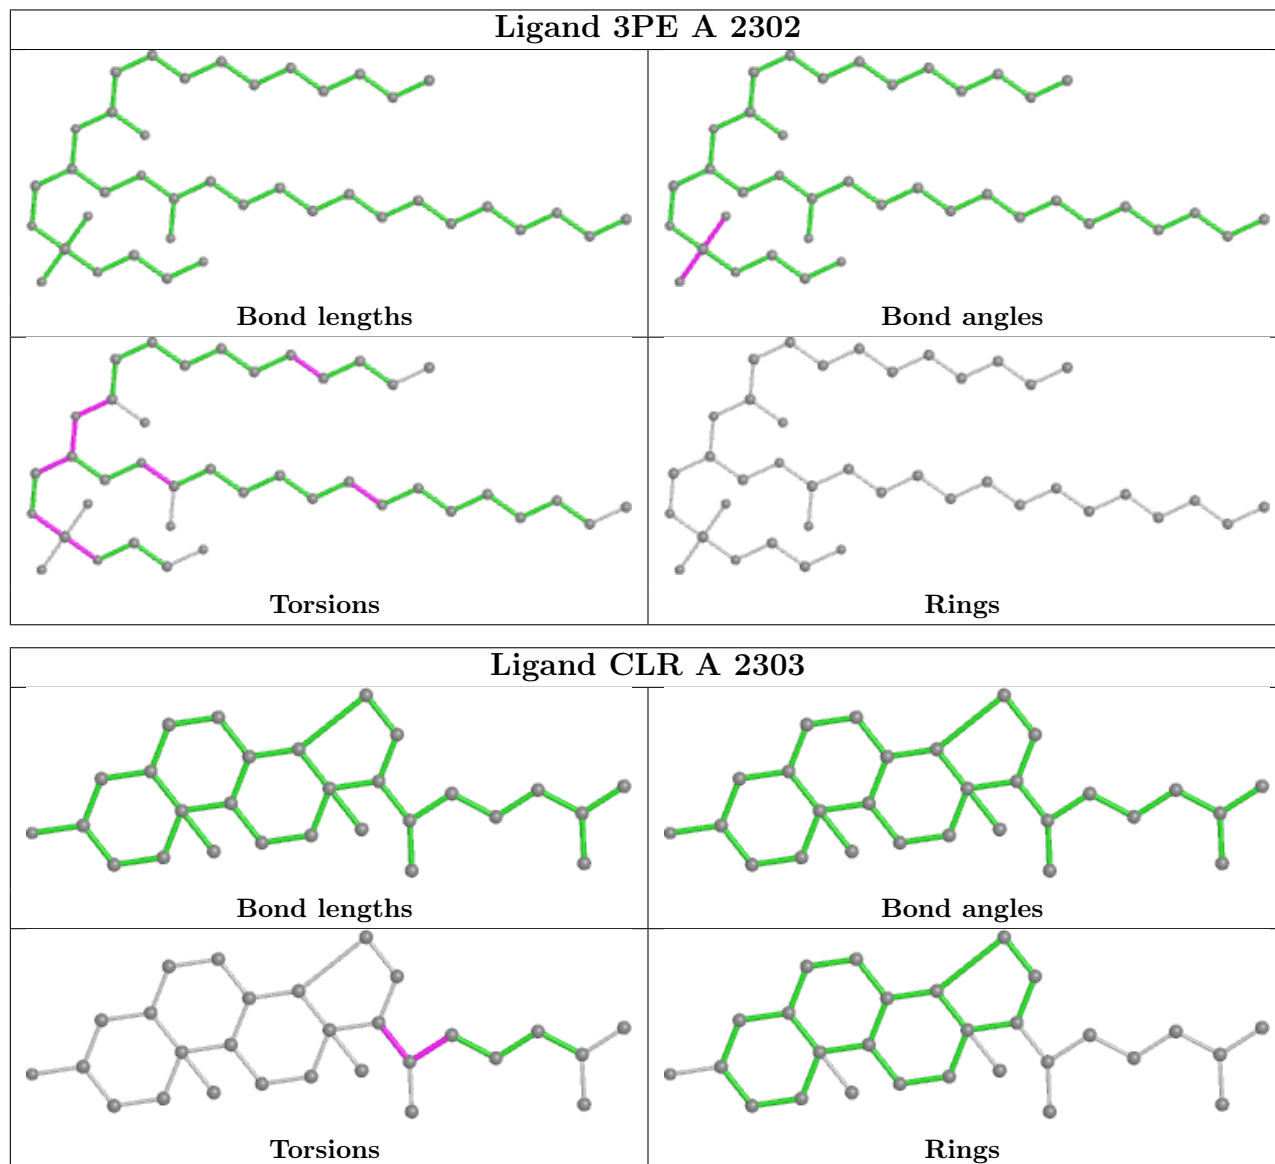 Ligand 3PE A 2302
Bond lengths
Bond angles
Torsions
Rings
Ligand CLR A 2303
Bond lengths
Bond angles
Torsions
Rings